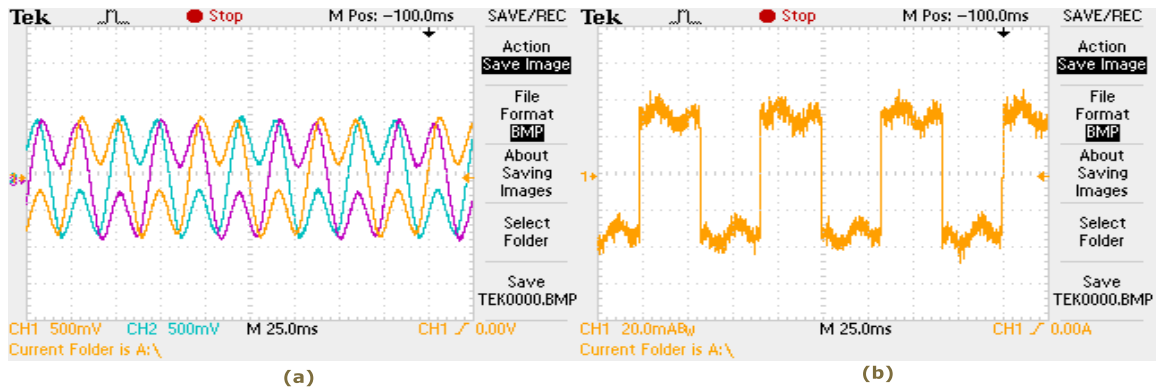 Tek Stop M Pos: -100.0ms SAVE/REC
Action
Save Image
File
Format
BMP
About
Saving
Images
Select
Folder
Save
TEK0000.BMP
CH1 500mV CH2 500mV M 25.0ms CH1 0.00V
Current Folder is A:\
(a)
Tek Stop M Pos: -100.0ms SAVE/REC
Action
Save Image
File
Format
BMP
About
Saving
Images
Select
Folder
1
Save
TEK0000.BMP
CH1 20.0mABW M 25.0ms CH1 0.00A
Current Folder is A:\
(b)